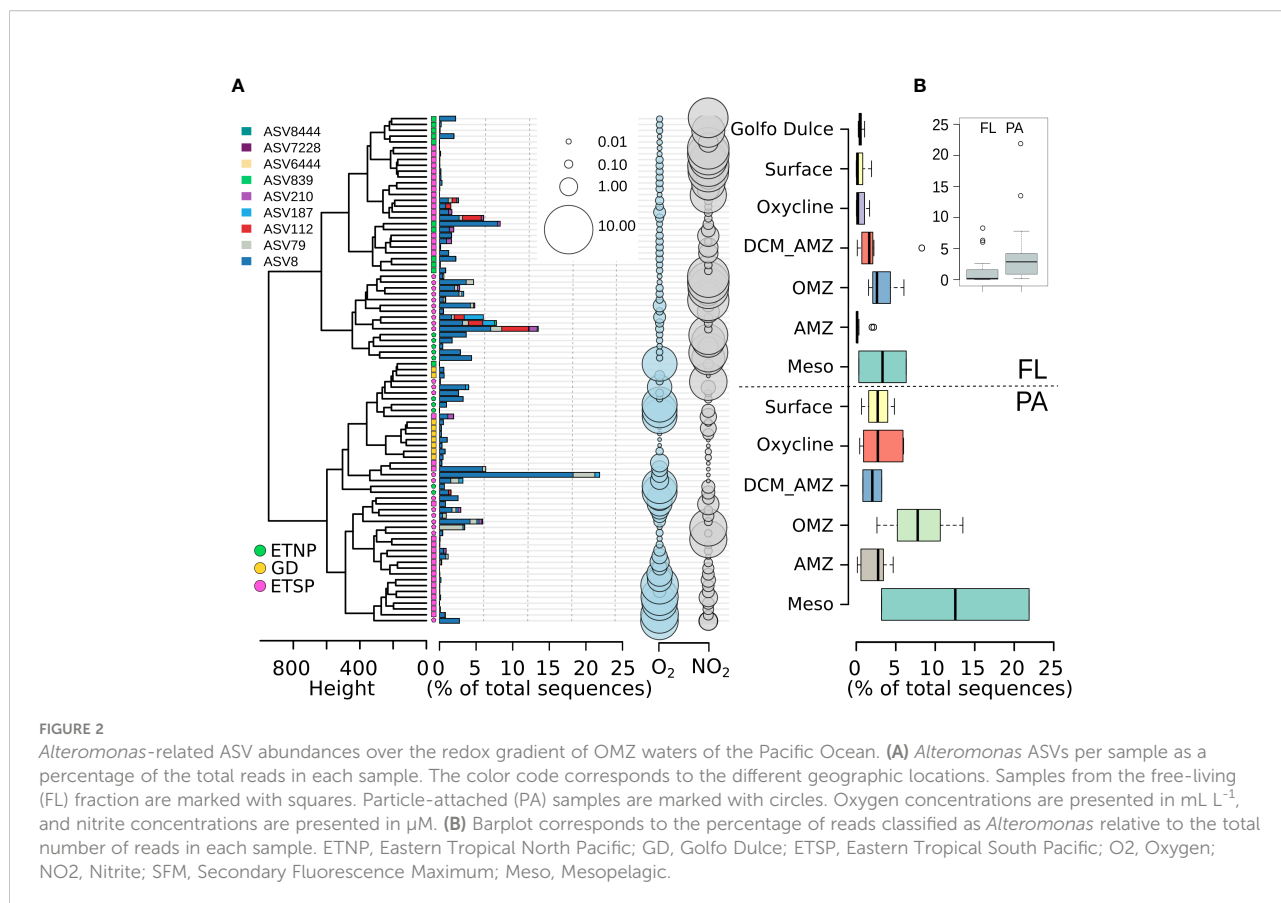 A
B
ASV8444
ASV7228
ASV6444
ASV839
ASV210
ASV187
ASV112
ASV79
ASV8
0.01
0.10
1.00
10.00
ETNP
GD
ETSP
800 400 0
Height
0 5 10 15 20 25
(% of total sequences)
O2 NO2
Golfo Dulce
Surface
Oxycline
DCM_AMZ
OMZ
AMZ
Meso
FL
PA
Surface
Oxycline
DCM_AMZ
OMZ
AMZ
Meso
0 5 10 15 20 25
(% of total sequences)
FL PA
25
20
15
10
5
0
FIGURE 2
Alteromonas-related ASV abundances over the redox gradient of OMZ waters of the Pacific Ocean. (A) Alteromonas ASVs per sample as a
percentage of the total reads in each sample. The color code corresponds to the different geographic locations. Samples from the free-living
(FL) fraction are marked with squares. Particle-attached (PA) samples are marked with circles. Oxygen concentrations are presented in mL L-1,
and nitrite concentrations are presented in µM. (B) Barplot corresponds to the percentage of reads classified as Alteromonas relative to the total
number of reads in each sample. ETNP, Eastern Tropical North Pacific; GD, Golfo Dulce; ETSP, Eastern Tropical South Pacific; O2, Oxygen;
NO2, Nitrite; SFM, Secondary Fluorescence Maximum; Meso, Mesopelagic.